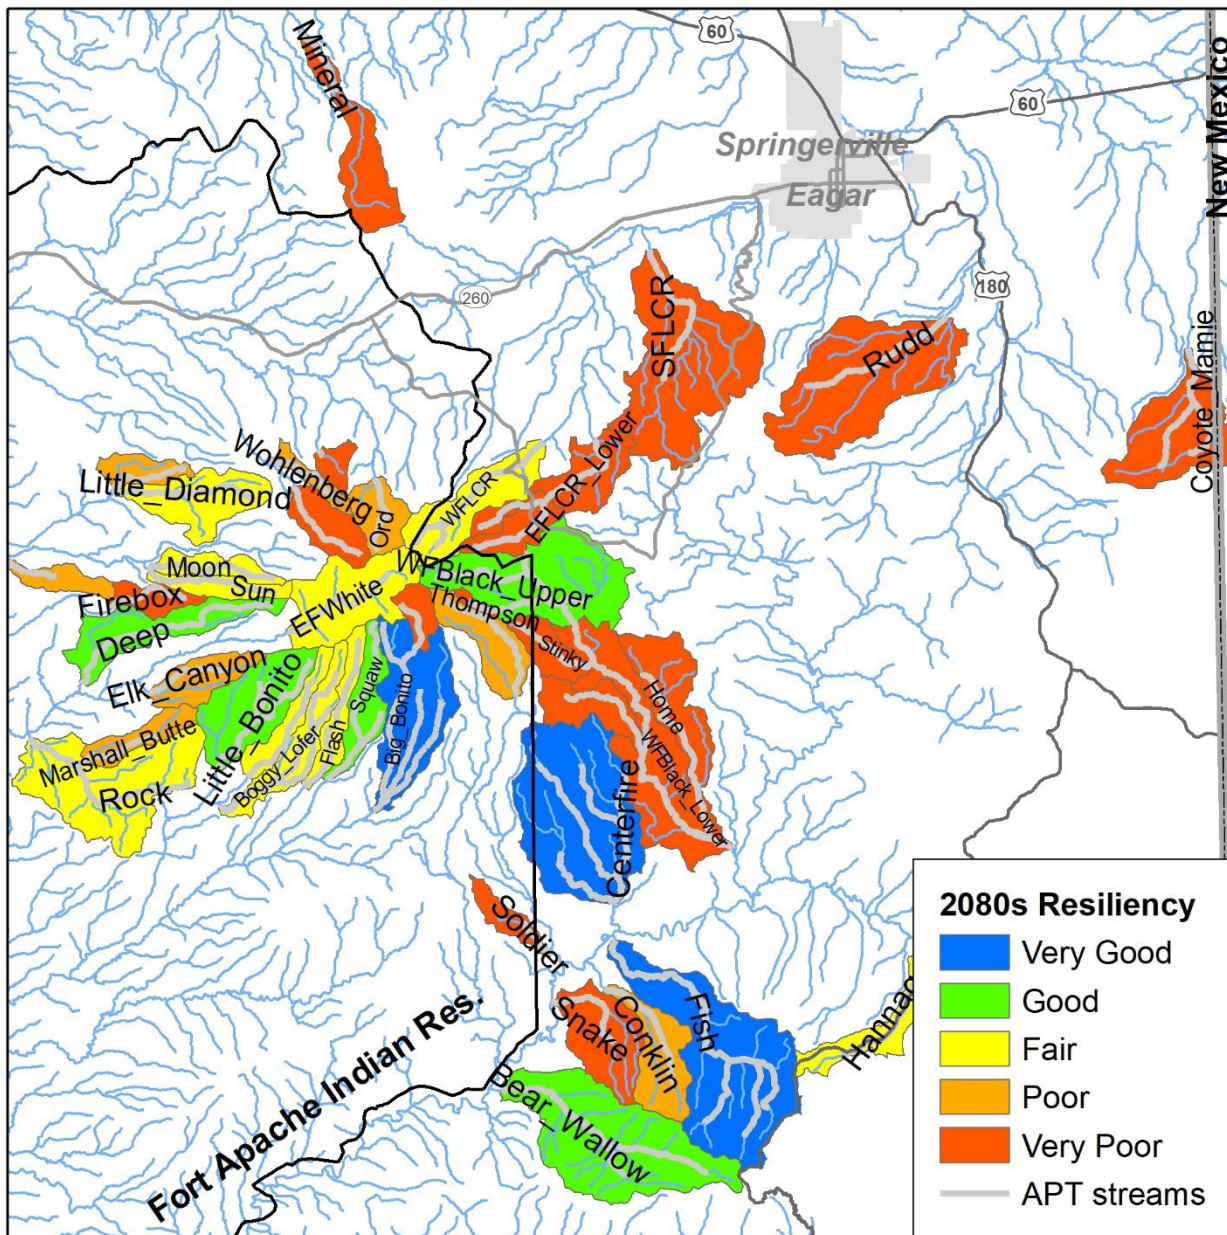 Mineral
60
60
New Mexico
Springerville
Eagar
180
260
SFLCR
Rudd
Coyote_Mamie
EFLCR_Lower
Wohlenberg
Little_Diamond
Ord
WFLCR
Moon
Sun
WFBlack_Upper
Firebox
EFWhite
Thompson
Stinky
Deep
Elk_Canyon
Little_Bonito
Squaw
Big_Bonito
Home
Marshall_Butte
Boggy_Lofer
Flash
WFBlack_Lower
Rock
Centerfire
Soldier
Snake
Conklin
Fish
Hannag
Bear_Wallow
Fort Apache Indian Res.
2080s Resiliency
Very Good
Good
Fair
Poor
Very Poor
APT streams